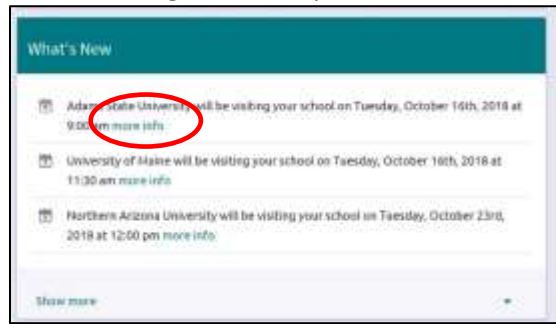 What's New
Adams State University will be visiting your school on Tuesday, October 16th, 2018 at
9:00 am more info
University of Maine will be visiting your school on Tuesday, October 16th, 2018 at
11:30 am more info
Northern Arizona University will be visiting your school on Tuesday, October 23rd,
2018 at 12:00 pm more info
Show more